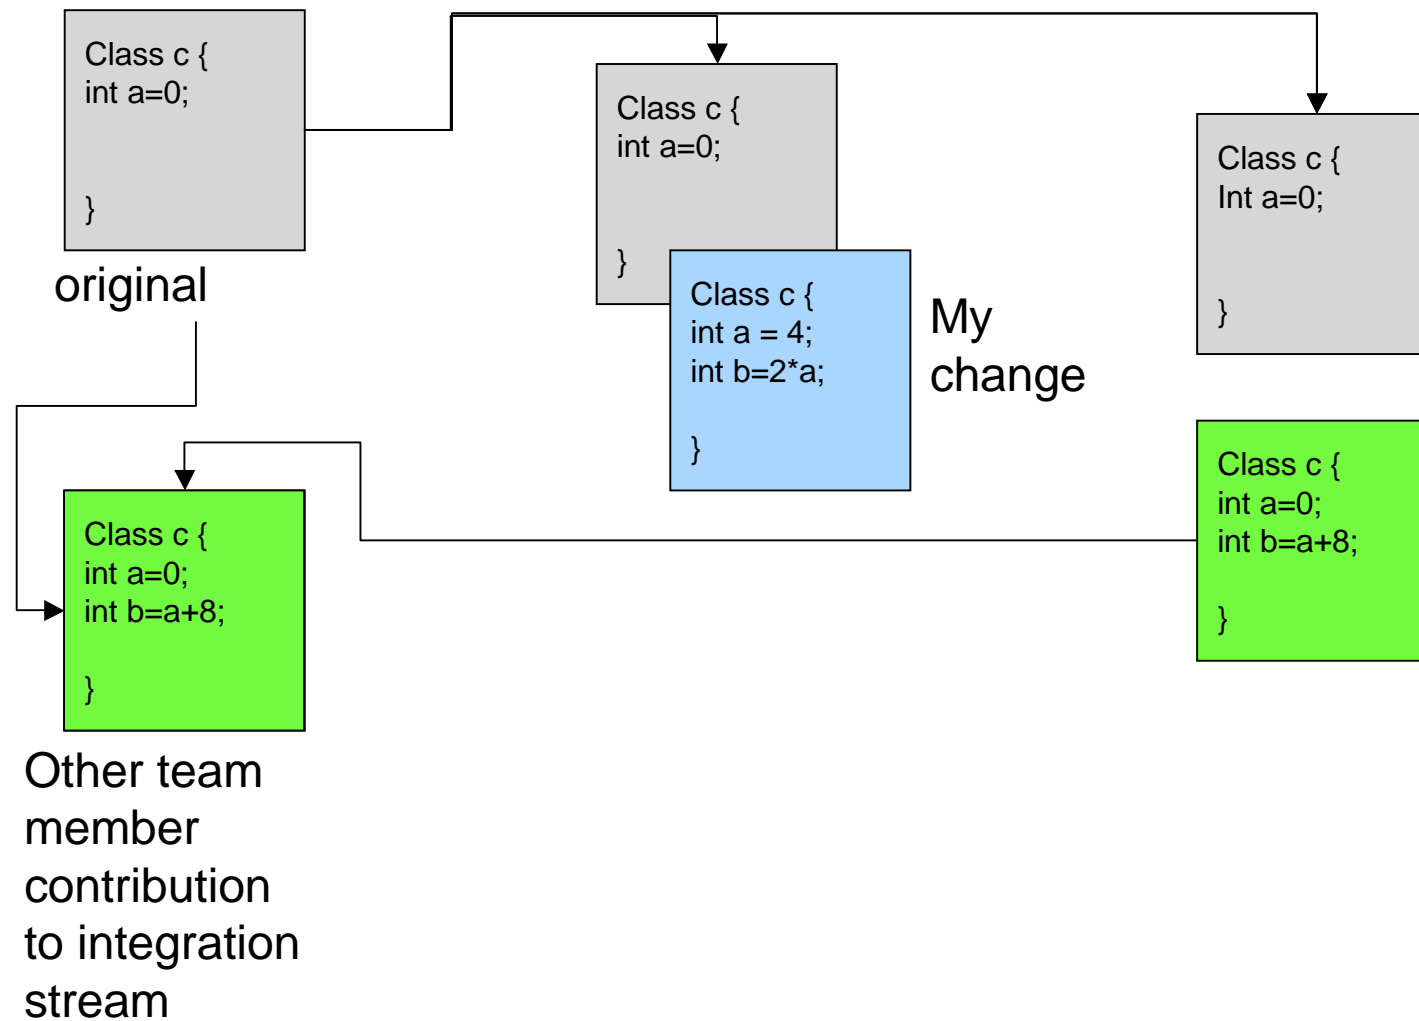 Class c {
int a=0;
}
original
Class c {
int a=0;
}
Class c {
int a = 4;
int b=2*a;
}
My
change
Class c {
Int a=0;
}
Class c {
int a=0;
int b=a+8;
}
Class c {
int a=0;
int b=a+8;
}
Other team
member
contribution
to integration
stream